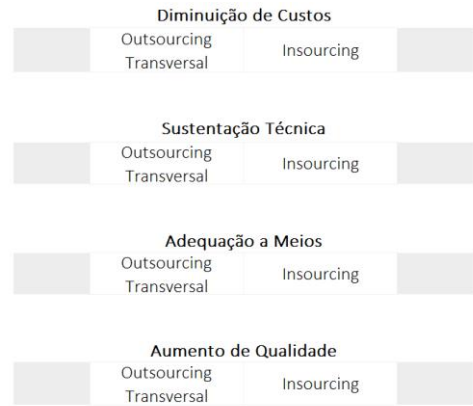 Diminuição de Custos
Outsourcing
Transversal
Insourcing
Sustentação Técnica
Outsourcing
Transversal
Insourcing
Adequação a Meios
Outsourcing
Transversal
Insourcing
Aumento de Qualidade
Outsourcing
Transversal
Insourcing